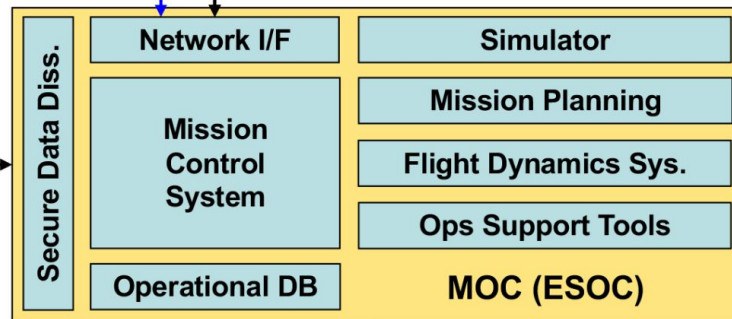 Secure Data Diss.
Network I/F
Mission
Control
System
Operational DB
Simulator
Mission Planning
Flight Dynamics Sys.
Ops Support Tools
MOC (ESOC)